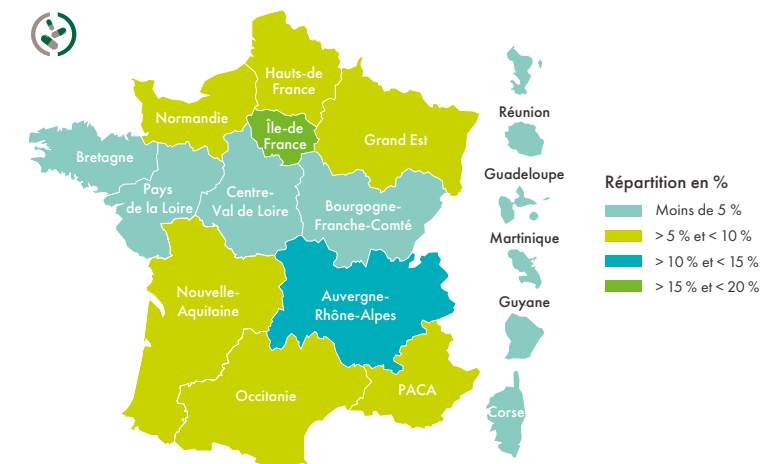 Hauts-de
France
Normandie
Île-de
France
Grand Est
Bretagne
Pays
de la Loire
Centre-
Val de Loire
Bourgogne-
Franche-Comté
Nouvelle-
Aquitaine
Auvergne-
Rhône-Alpes
Occitanie
PACA
Réunion
Guadeloupe
Martinique
Guyane
Corse
Répartition en %
Moins de 5 %
> 5 % et < 10 %
> 10 % et < 15 %
> 15 % et < 20 %